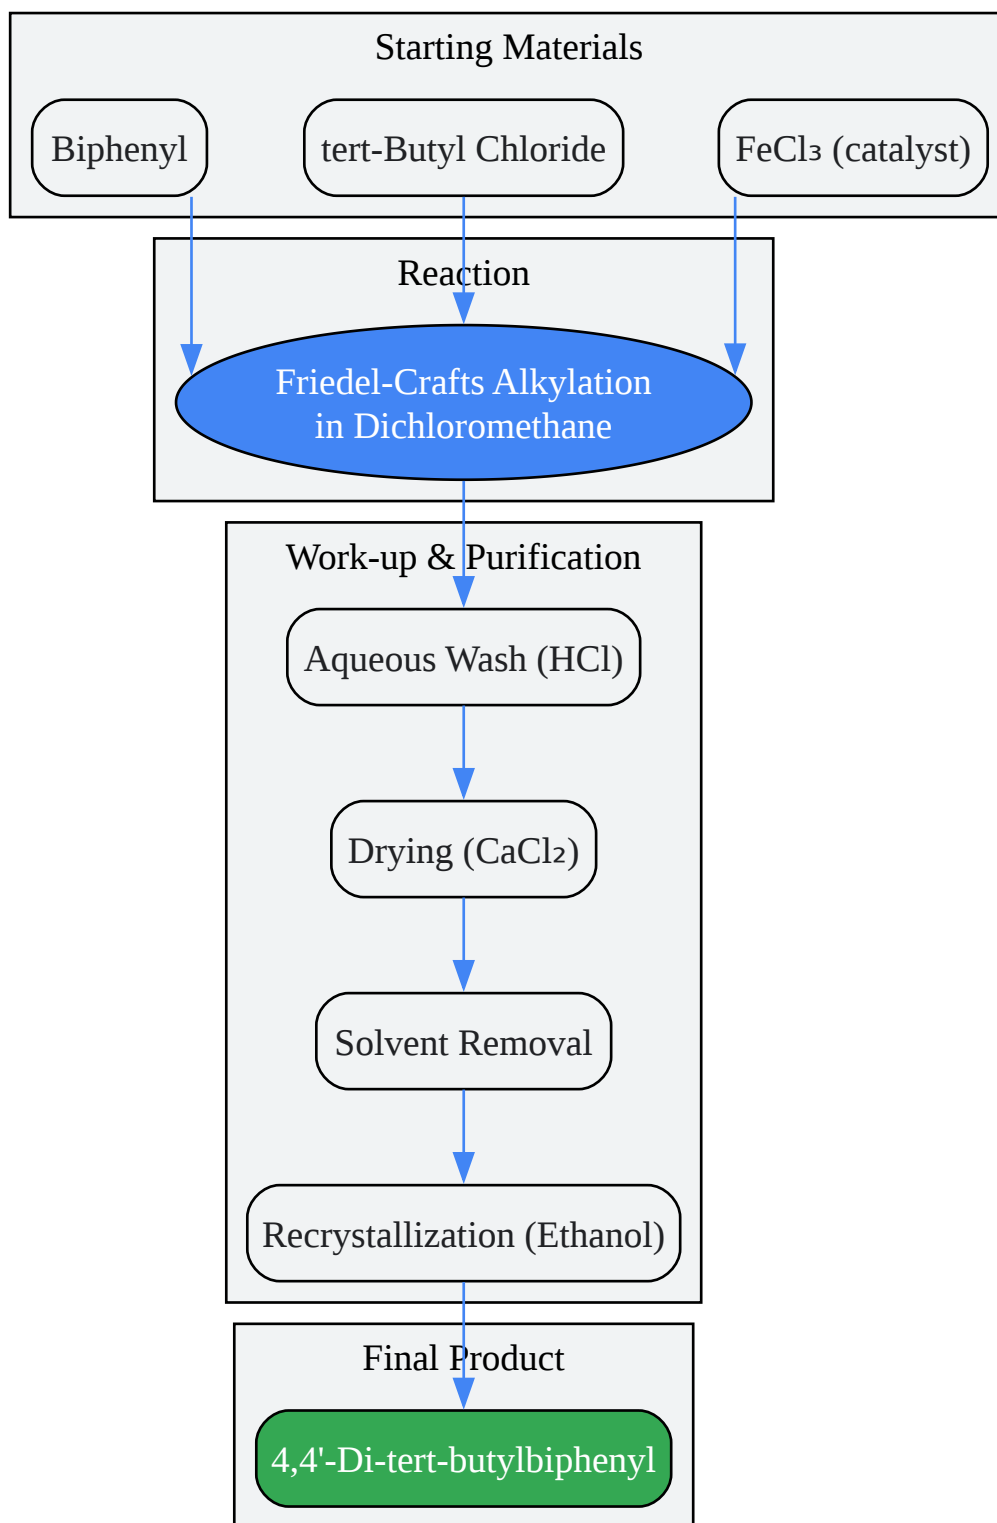 Starting Materials
Biphenyl
tert-Butyl Chloride
FeCl₃ (catalyst)
Reaction
Friedel-Crafts Alkylation
in Dichloromethane
Work-up & Purification
Aqueous Wash (HCl)
Drying (CaCl₂)
Solvent Removal
Recrystallization (Ethanol)
Final Product
4,4'-Di-tert-butylbiphenyl